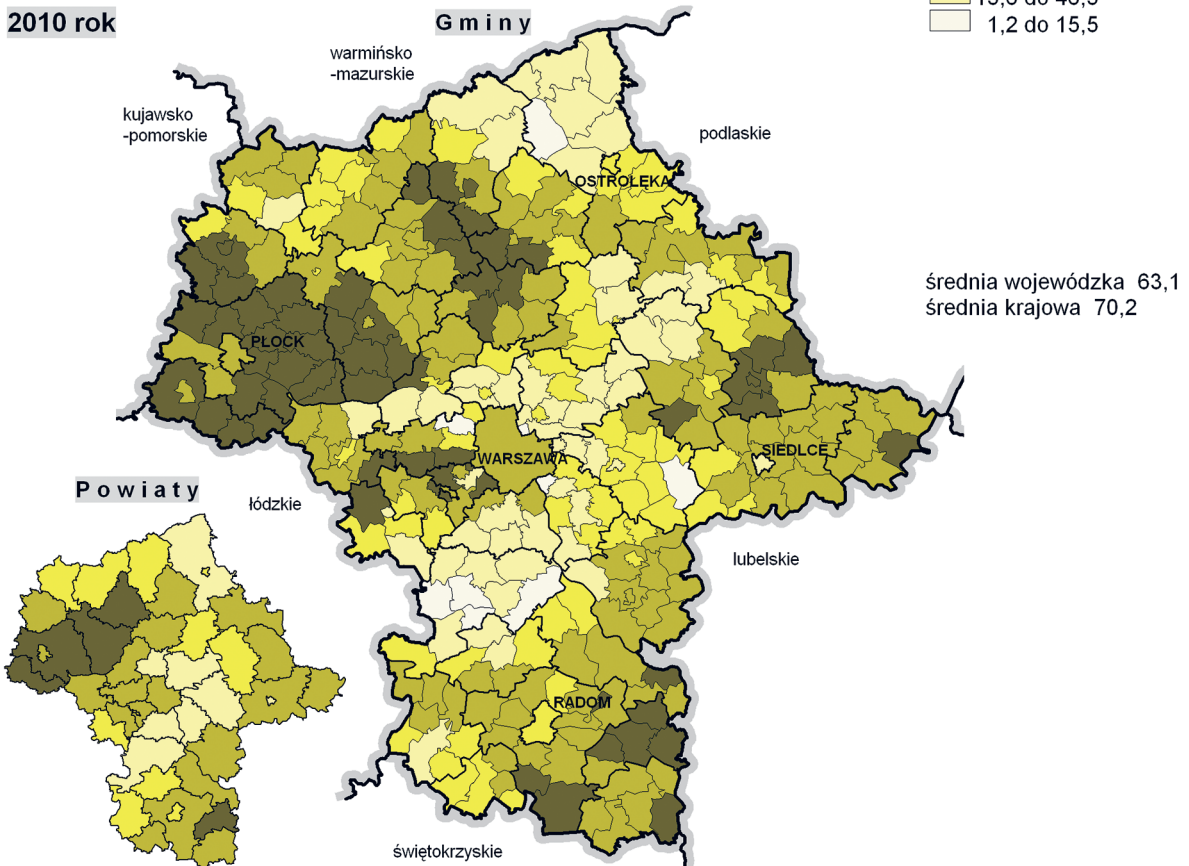 2010 rok
Gminy
1,2 do 15,5
warmińsko
-mazurskie
kujawsko
-pomorskie
podlaskie
OSTROŁĘKA
średnia wojewódzka 63,1
średnia krajowa 70,2
PŁOCK
WARSZAWA
SIEDLCE
Powiaty
łódzkie
lubelskie
RADOM
świętokrzyskie